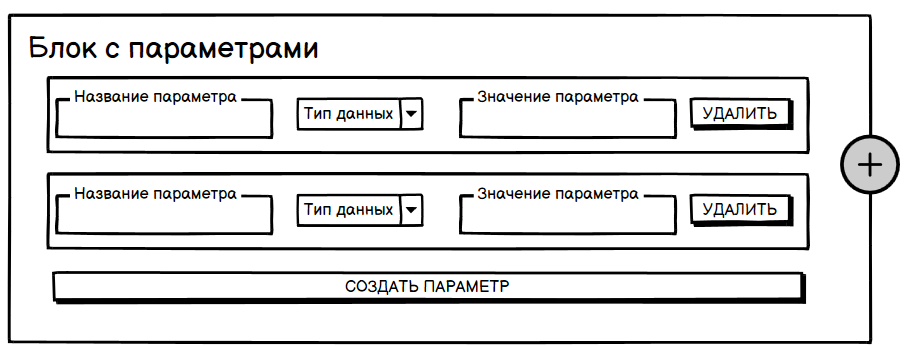 Блок с параметрами
Название параметра
Тип данных
Значение параметра
УДАЛИТЬ
Название параметра
Тип данных
Значение параметра
УДАЛИТЬ
СОЗДАТЬ ПАРАМЕТР
+